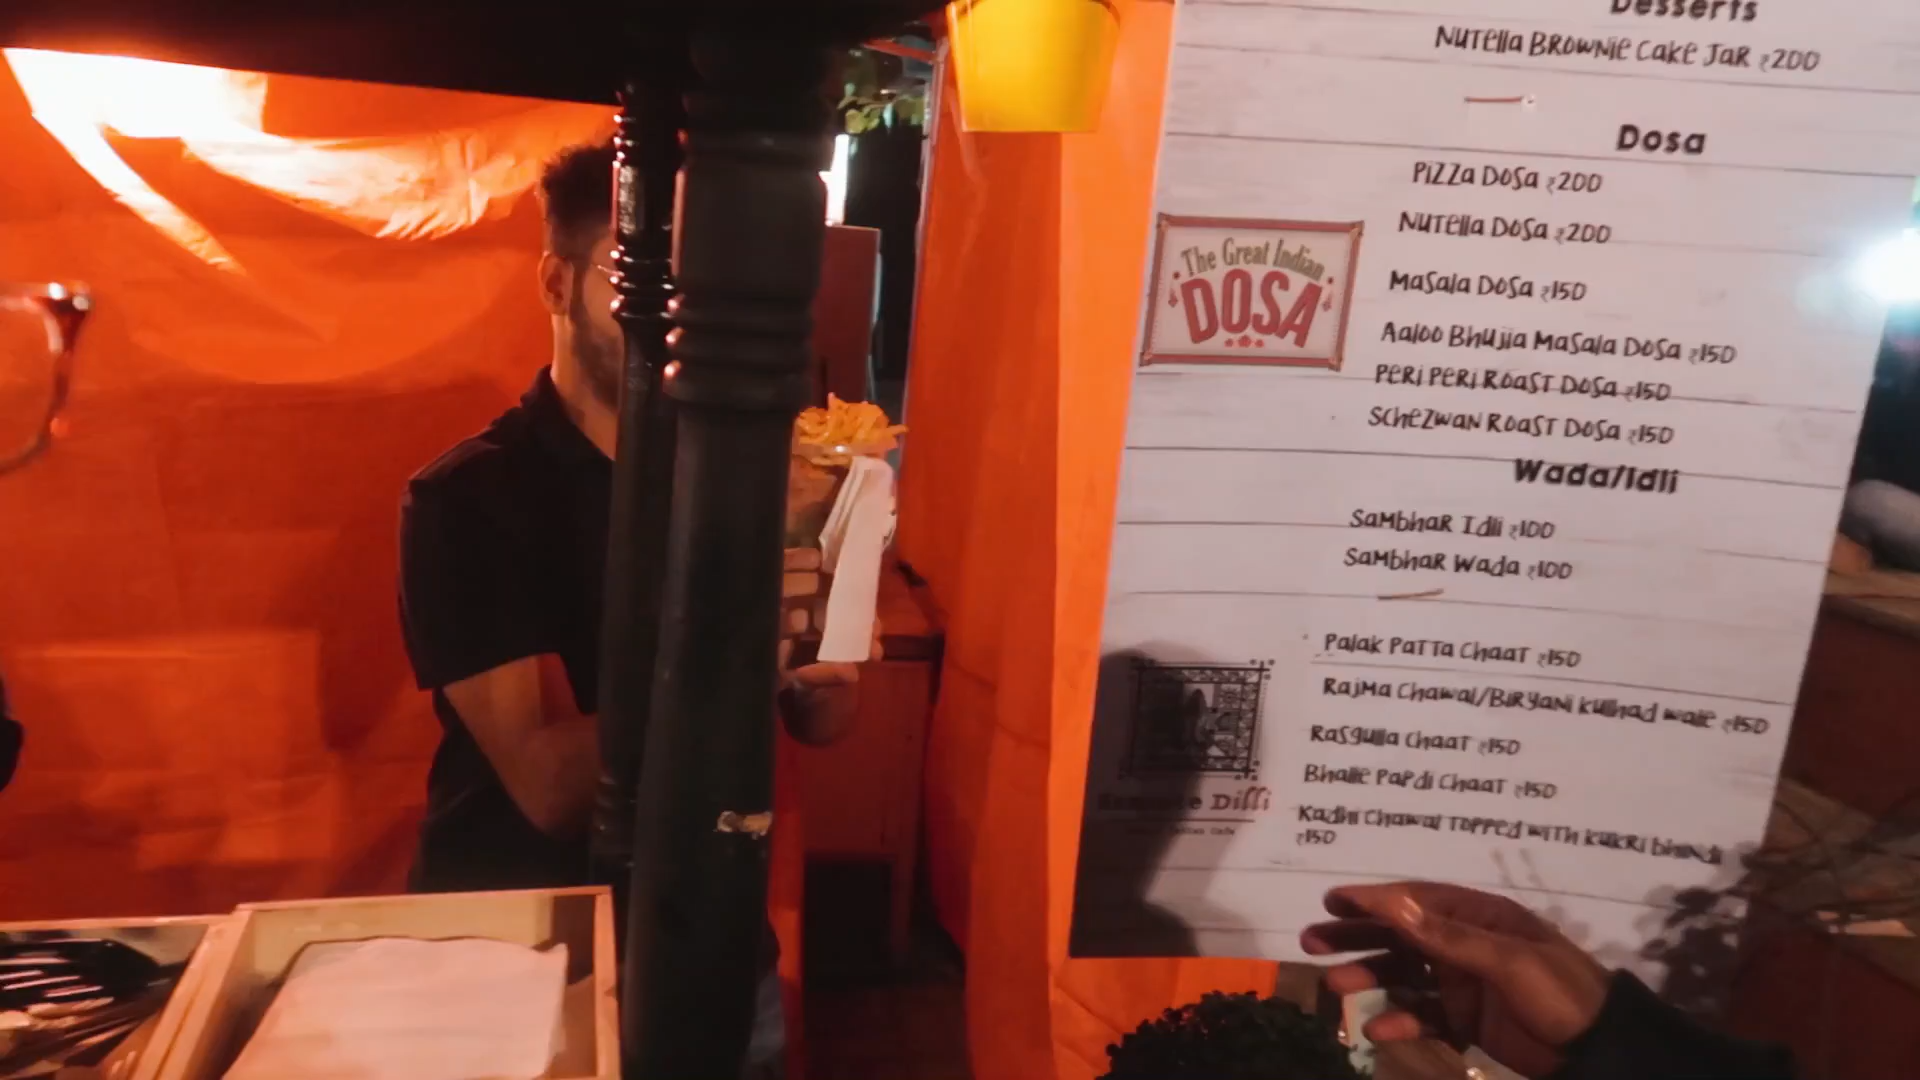 Desserts
Nutella Brownie Cake Jar ₹200
Dosa
Pizza Dosa ₹200
Nutella Dosa ₹200
Masala Dosa ₹150
Aaloo Bhujia Masala Dosa ₹150
Peri Peri Roast Dosa ₹150
Schezwan Roast Dosa ₹150
The Great Indian
DOSA
Wada/Idli
Sambhar Idli ₹100
Sambhar Wada ₹100
Palak Patta Chaat ₹150
Rajma Chawal/Biryani Kulhad wale ₹150
Rasgulla Chaat ₹150
Bhalle Papdi Chaat ₹150
Kadhi Chawal Topped with Kukri bhindi
₹150
Dilli